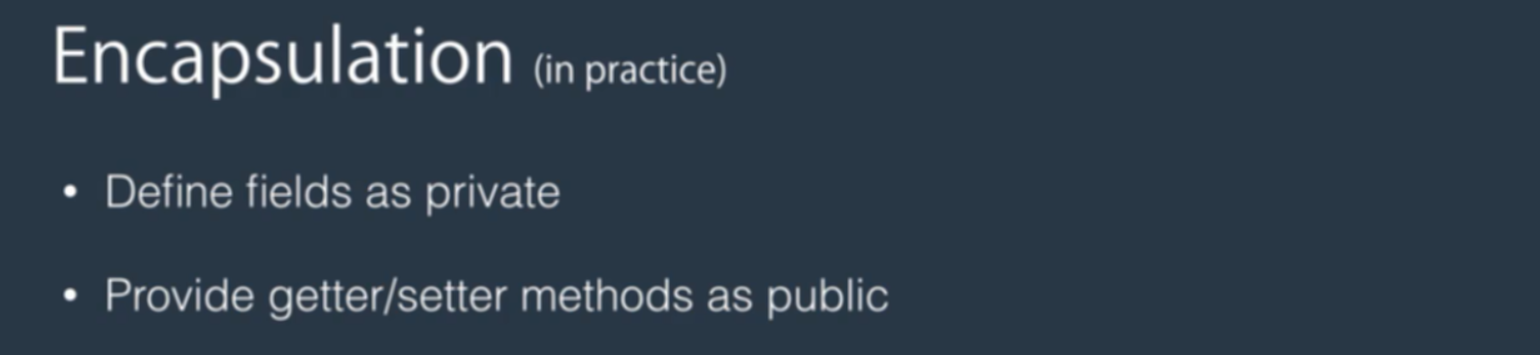 Encapsulation (in practice)
• Define fields as private
• Provide getter/setter methods as public